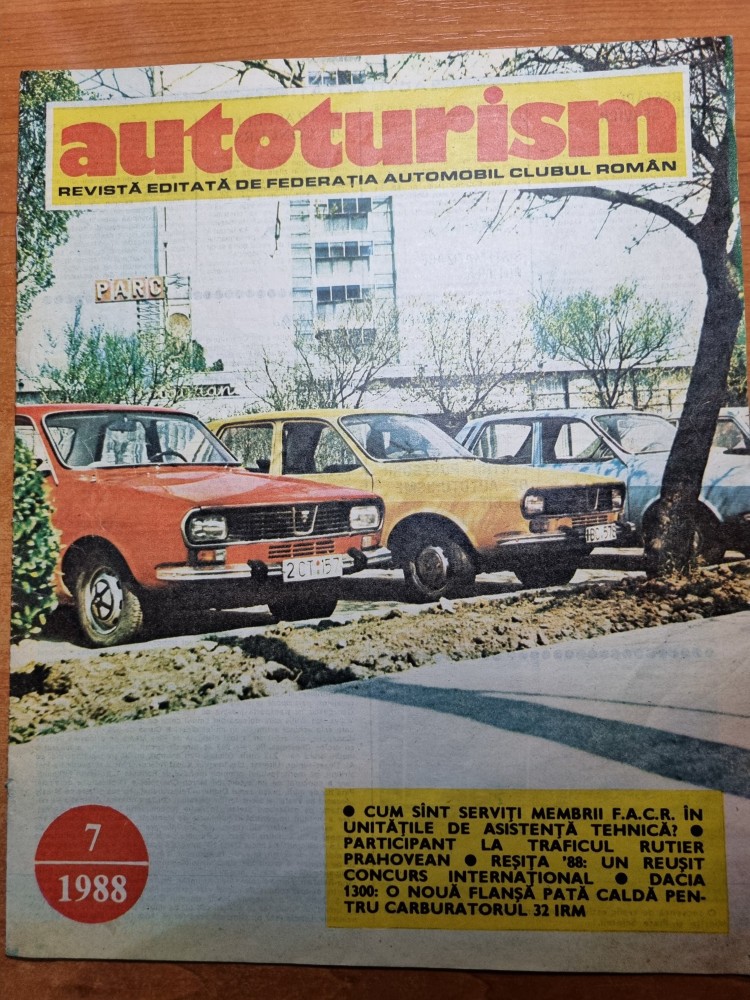 autoturism
REVISTĂ EDITATĂ DE FEDERAȚIA AUTOMOBIL CLUBUL ROMÂN
PARC
2 CT 157
7
1988
● CUM SÎNT SERVIȚI MEMBRII F.A.C.R. ÎN
UNITĂȚILE DE ASISTENȚĂ TEHNICĂ? ●
PARTICIPANT LA TRAFICUL RUTIER
PRAHOVEAN ● REȘIȚA '88: UN REUȘIT
CONCURS INTERNAȚIONAL ● DACIA
1300: O NOUĂ FLANȘĂ PATĂ CALDĂ PEN-
TRU CARBURATORUL 32 IRM